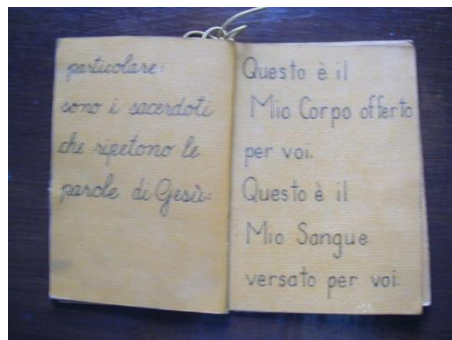 particolare:
sono i sacerdoti
che ripetono le
parole di Gesù:
Questo è il
Mio Corpo offerto
per voi.
Questo è il
Mio Sangue
versato per voi.